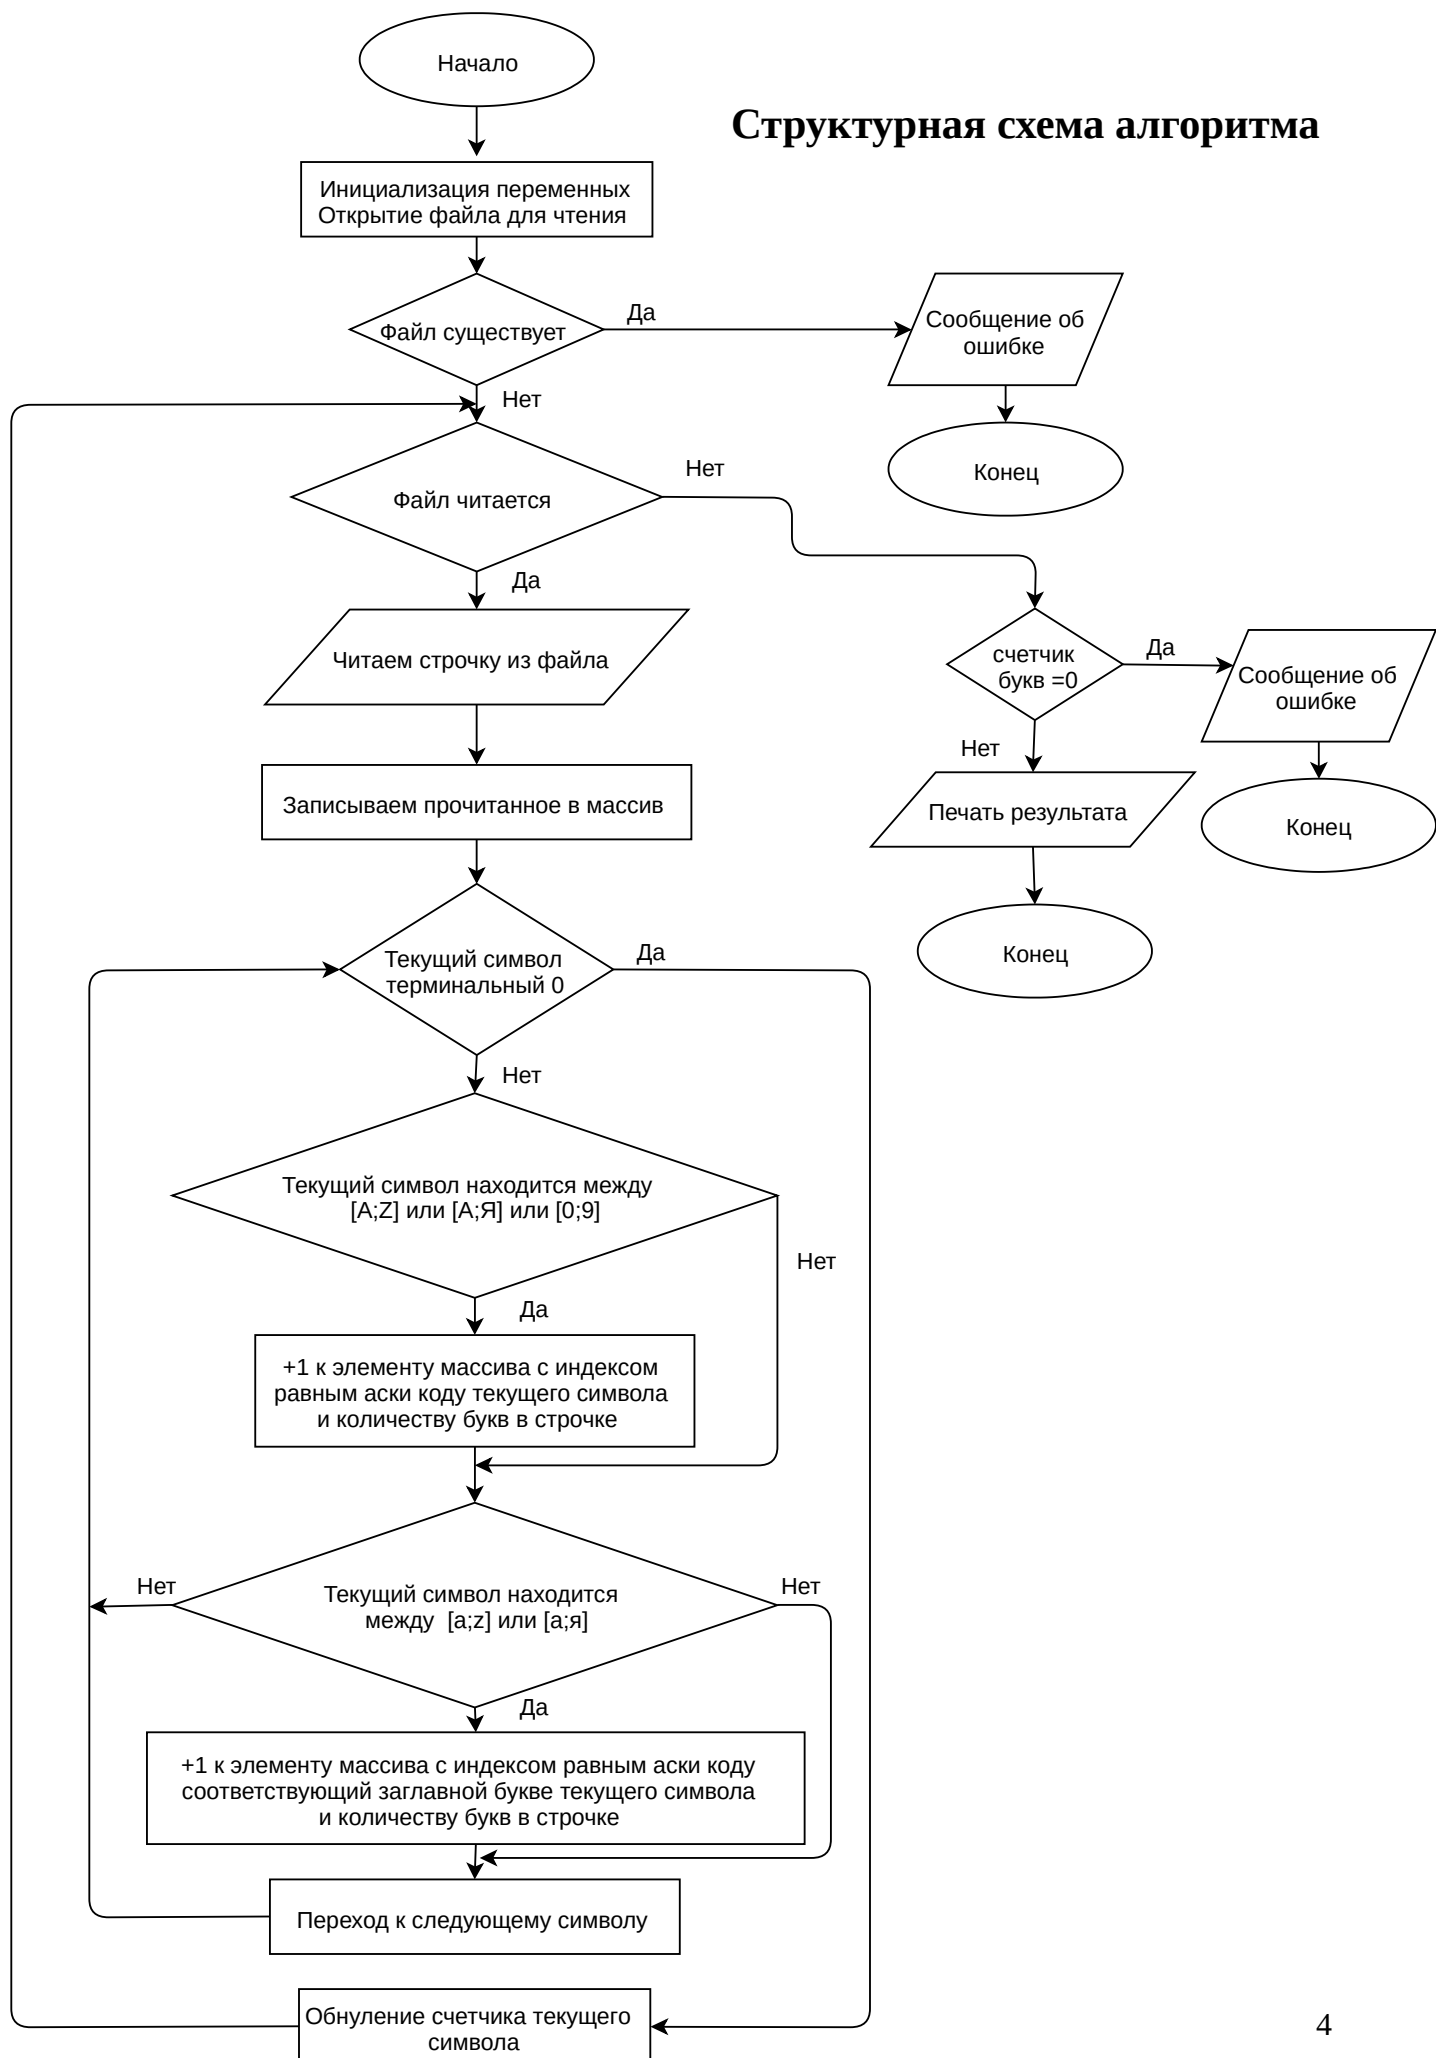 Начало
Структурная схема алгоритма
Инициализация переменных
Открытие файла для чтения
Файл существует
Да
Сообщение об
ошибке
Нет
Конец
Файл читается
Нет
Да
Читаем строчку из файла
счетчик
букв =0
Да
Сообщение об
ошибке
Нет
Печать результата
Конец
Записываем прочитанное в массив
Конец
Текущий символ
терминальный 0
Да
Нет
Текущий символ находится между
[A;Z] или [А;Я] или [0;9]
Нет
Да
+1 к элементу массива с индексом
равным аски коду текущего символа
и количеству букв в строчке
Нет
Текущий символ находится
между [a;z] или [а;я]
Нет
Да
+1 к элементу массива с индексом равным аски коду
соответствующий заглавной букве текущего символа
и количеству букв в строчке
Переход к следующему символу
Обнуление счетчика текущего
символа
4